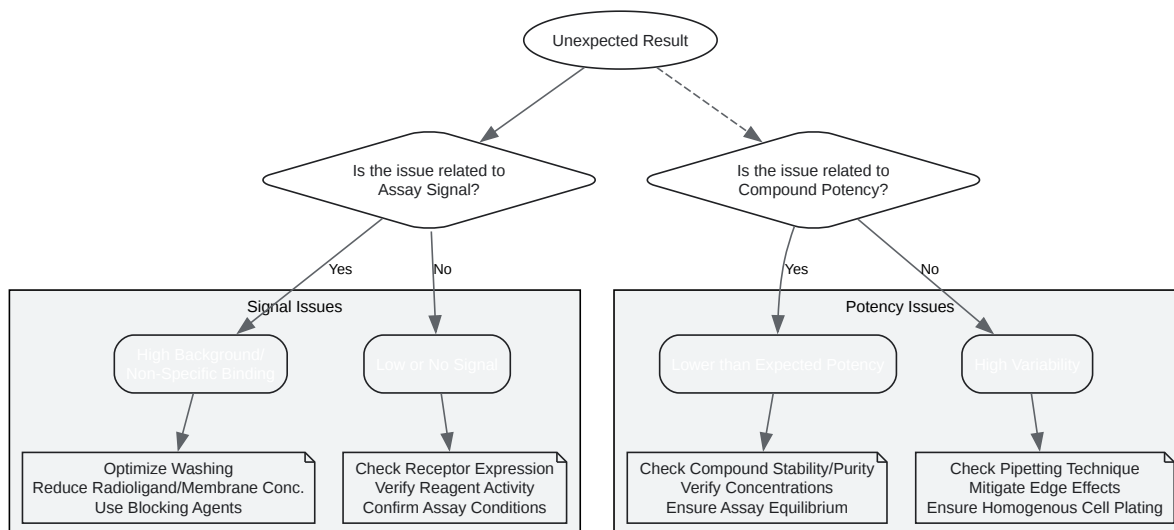 Unexpected Result
Is the issue related to
Assay Signal?
Is the issue related to
Compound Potency?
Yes
No
Yes
No
Signal Issues
Potency Issues
High Background/
Non-Specific Binding
Low or No Signal
Lower than Expected Potency
High Variability
Optimize Washing
Reduce Radioligand/Membrane Conc.
Use Blocking Agents
Check Receptor Expression
Verify Reagent Activity
Confirm Assay Conditions
Check Compound Stability/Purity
Verify Concentrations
Ensure Assay Equilibrium
Check Pipetting Technique
Mitigate Edge Effects
Ensure Homogenous Cell Plating